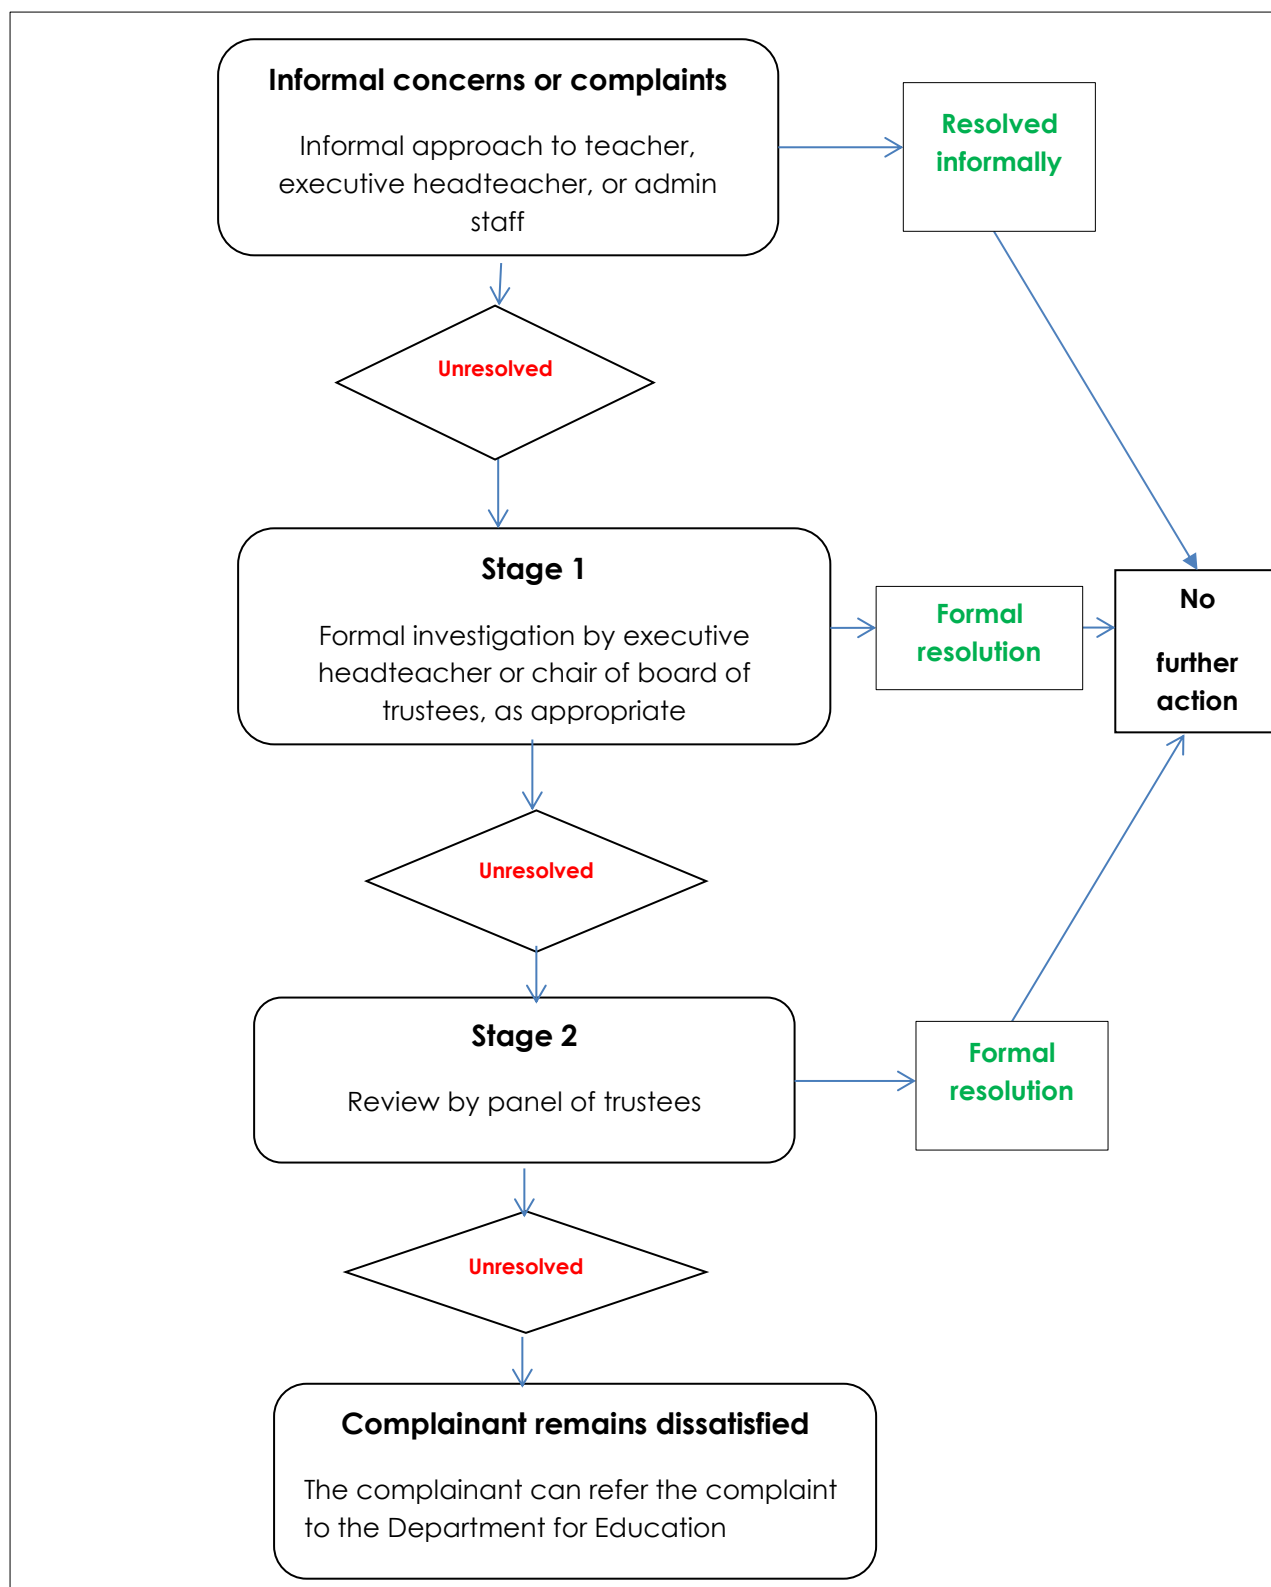 Informal concerns or complaints
Informal approach to teacher,
executive headteacher, or admin
staff
Resolved
informally
Unresolved
Stage 1
Formal investigation by executive
headteacher or chair of board of
trustees, as appropriate
Formal
resolution
No
further
action
Unresolved
Stage 2
Review by panel of trustees
Formal
resolution
Unresolved
Complainant remains dissatisfied
The complainant can refer the complaint
to the Department for Education